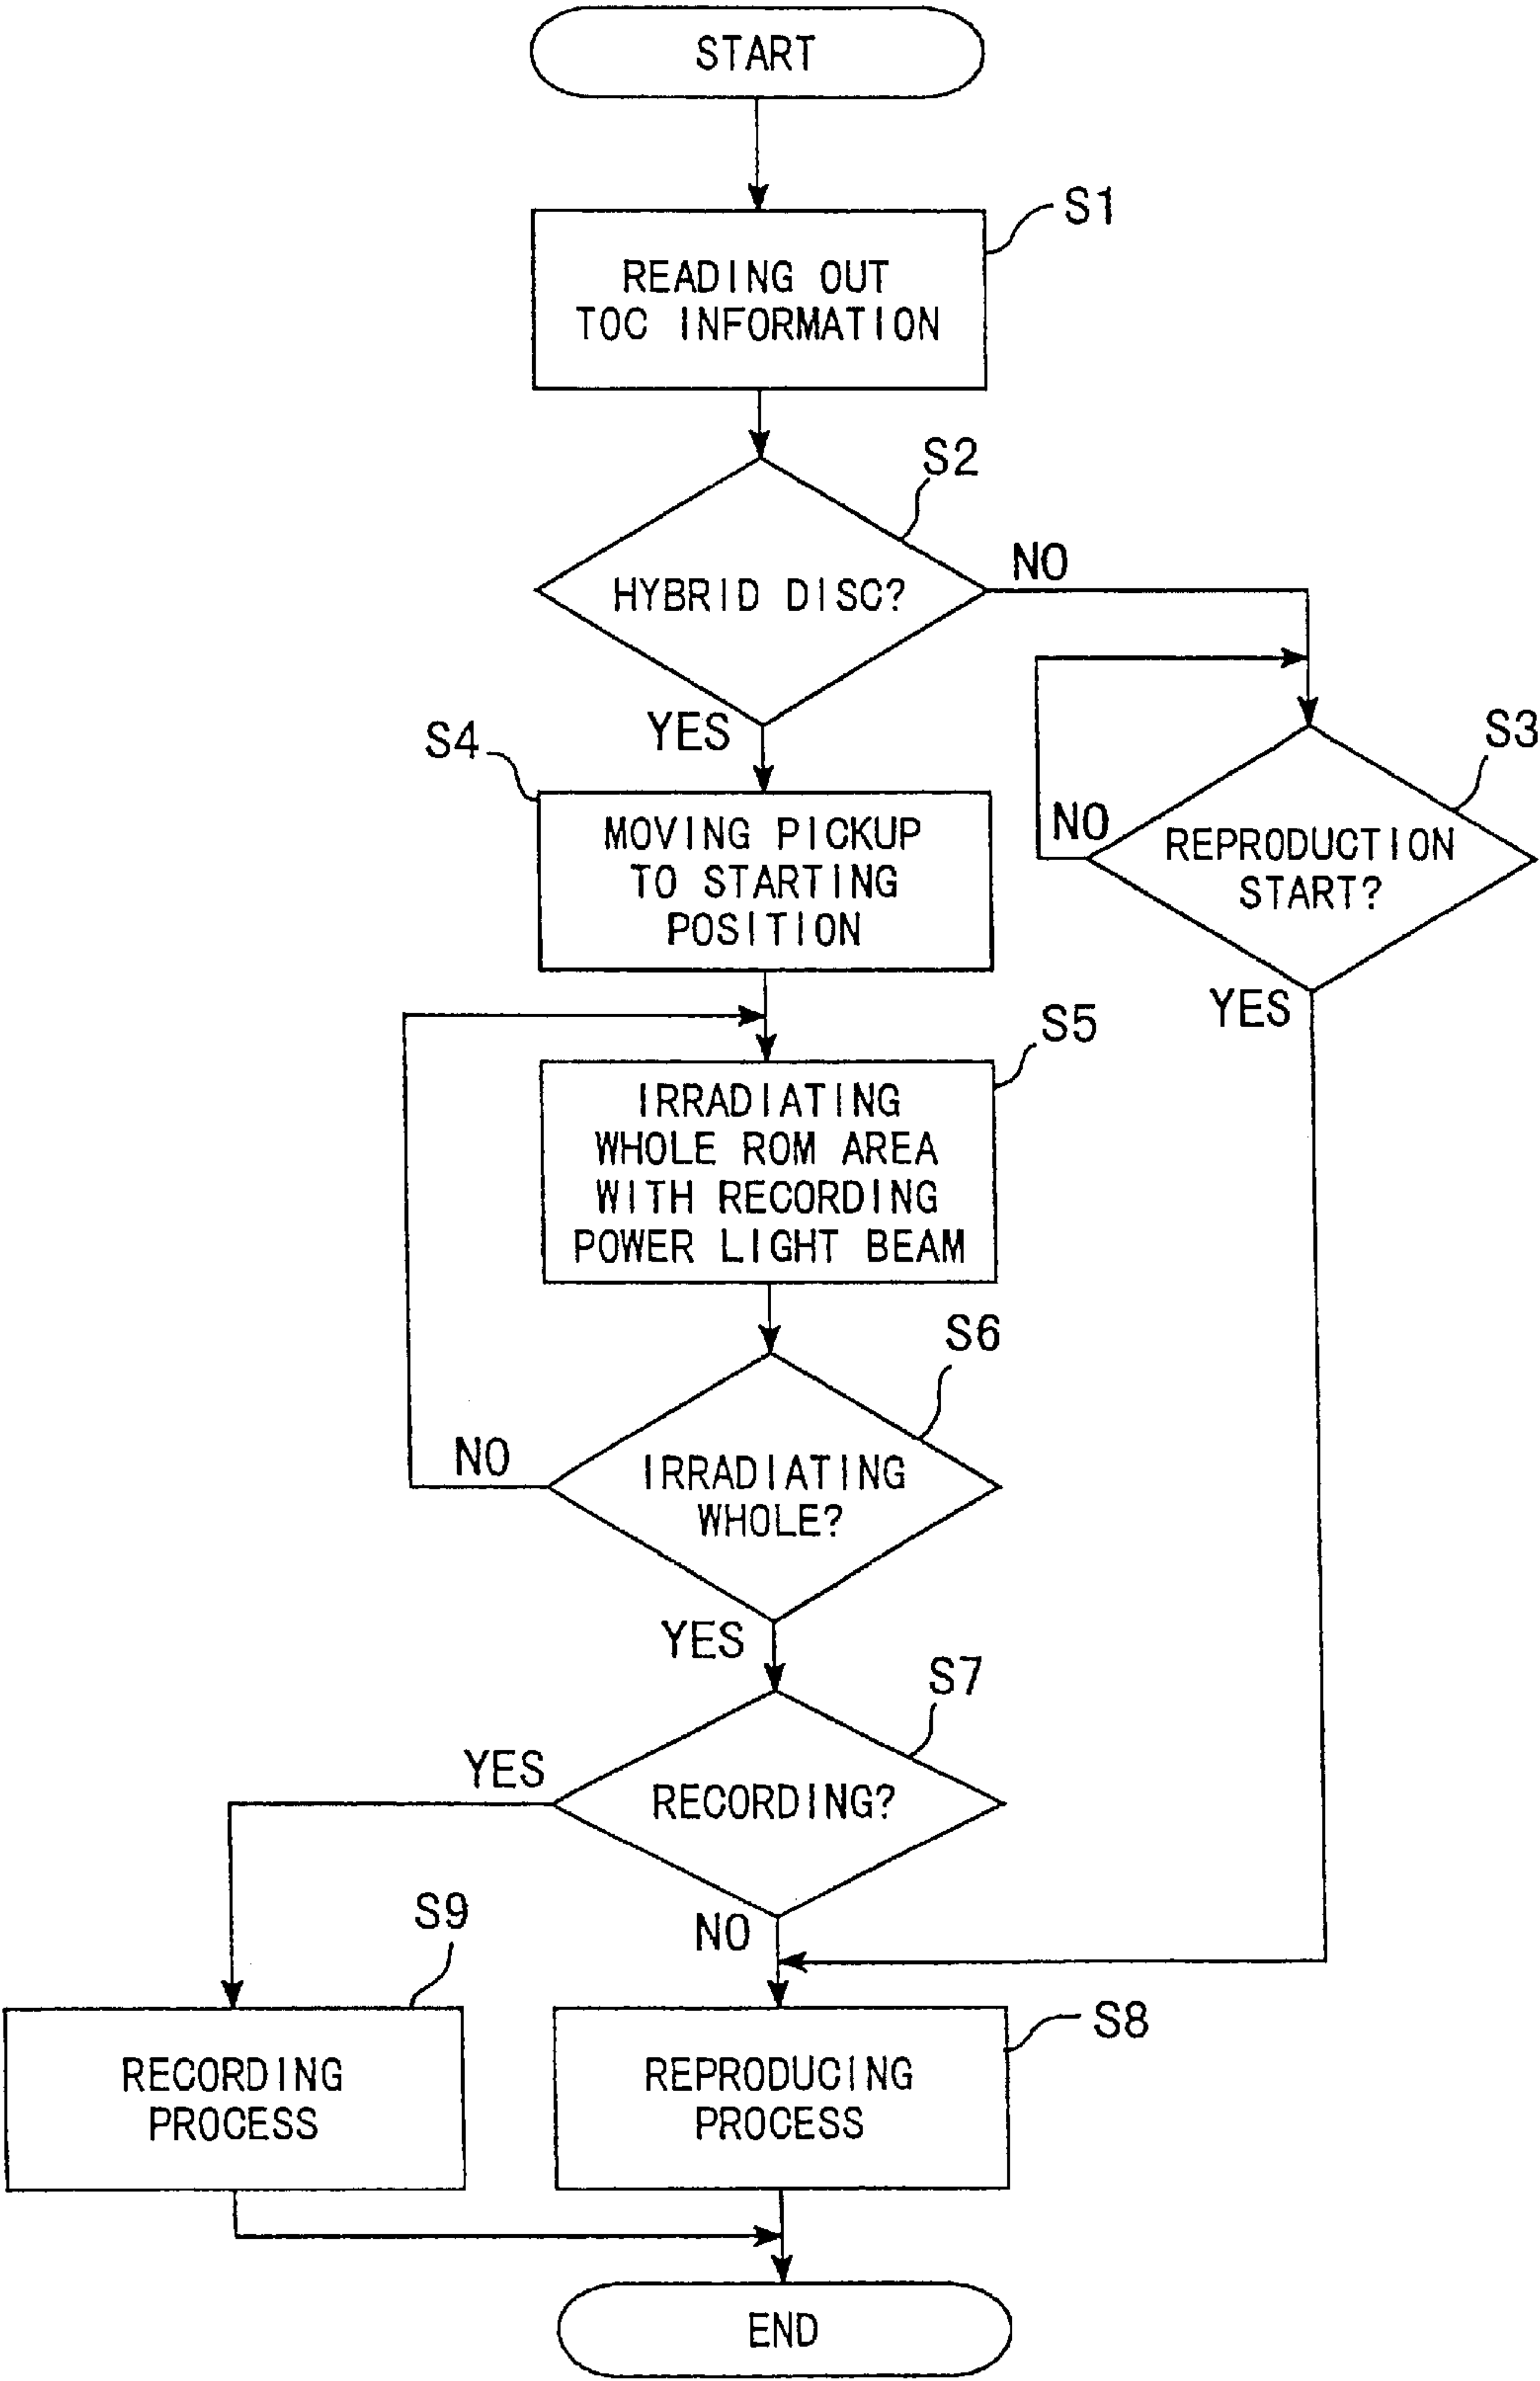 START
S1
READING OUT
TOC INFORMATION
S2
HYBRID DISC?
NO
YES
S3
REPRODUCTION
START?
NO
YES
S4
MOVING PICKUP
TO STARTING
POSITION
S5
IRRADIATING
WHOLE ROM AREA
WITH RECORDING
POWER LIGHT BEAM
S6
IRRADIATING
WHOLE?
NO
YES
S7
RECORDING?
YES
NO
S9
RECORDING
PROCESS
S8
REPRODUCING
PROCESS
END